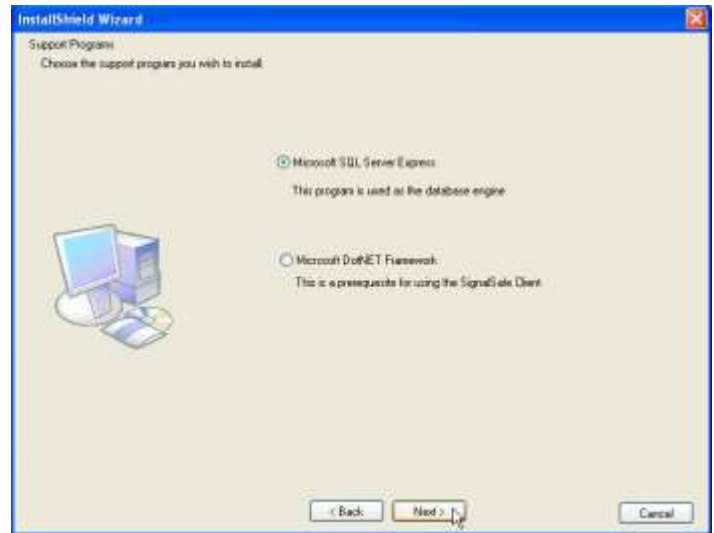 InstallShield Wizard
Support Programs
Choose the support program you wish to install.
Microsoft SQL Server Express
This program is used as the database engine
Microsoft DotNET Framework
This is a prerequesite for using the SignalSafe Client
< Back
Next >
Cancel